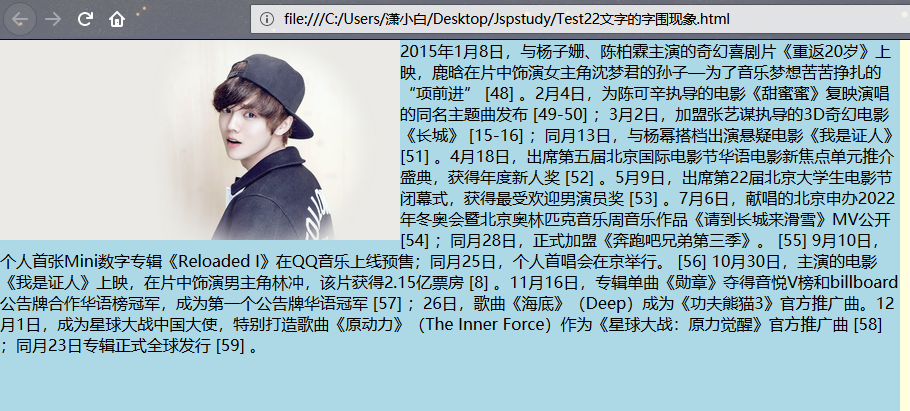 file:///C:/Users/潇小白/Desktop/Jspstudy/Test22文字的字围现象.html
2015年1月8日，与杨子姗、陈柏霖主演的奇幻喜剧片《重返20岁》上
映，鹿晗在片中饰演女主角沈梦君的孙子—为了音乐梦想苦苦挣扎的
“项前进” [48] 。2月4日，为陈可辛执导的电影《甜蜜蜜》复映演唱
的同名主题曲发布 [49-50] ；3月2日，加盟张艺谋执导的3D奇幻电影
《长城》 [15-16] ；同月13日，与杨幂搭档出演悬疑电影《我是证人》
[51] 。4月18日，出席第五届北京国际电影节华语电影新焦点单元推介
盛典，获得年度新人奖 [52] 。5月9日，出席第22届北京大学生电影节
闭幕式，获得最受欢迎男演员奖 [53] 。7月6日，献唱的北京申办2022
年冬奥会暨北京奥林匹克音乐周音乐作品《请到长城来滑雪》MV公开
[54] ；同月28日，正式加盟《奔跑吧兄弟第三季》。 [55] 9月10日，
个人首张Mini数字专辑《Reloaded I》在QQ音乐上线预售；同月25日，个人首唱会在京举行。 [56] 10月30日，主演的电影
《我是证人》上映，在片中饰演男主角林冲，该片获得2.15亿票房 [8] 。11月16日，专辑单曲《勋章》夺得音悦V榜和billboard
公告牌合作华语榜冠军，成为第一个公告牌华语冠军 [57] ；26日，歌曲《海底》（Deep）成为《功夫熊猫3》官方推广曲。12
月1日，成为星球大战中国大使，特别打造歌曲《原动力》（The Inner Force）作为《星球大战：原力觉醒》官方推广曲 [58]
；同月23日专辑正式全球发行 [59] 。